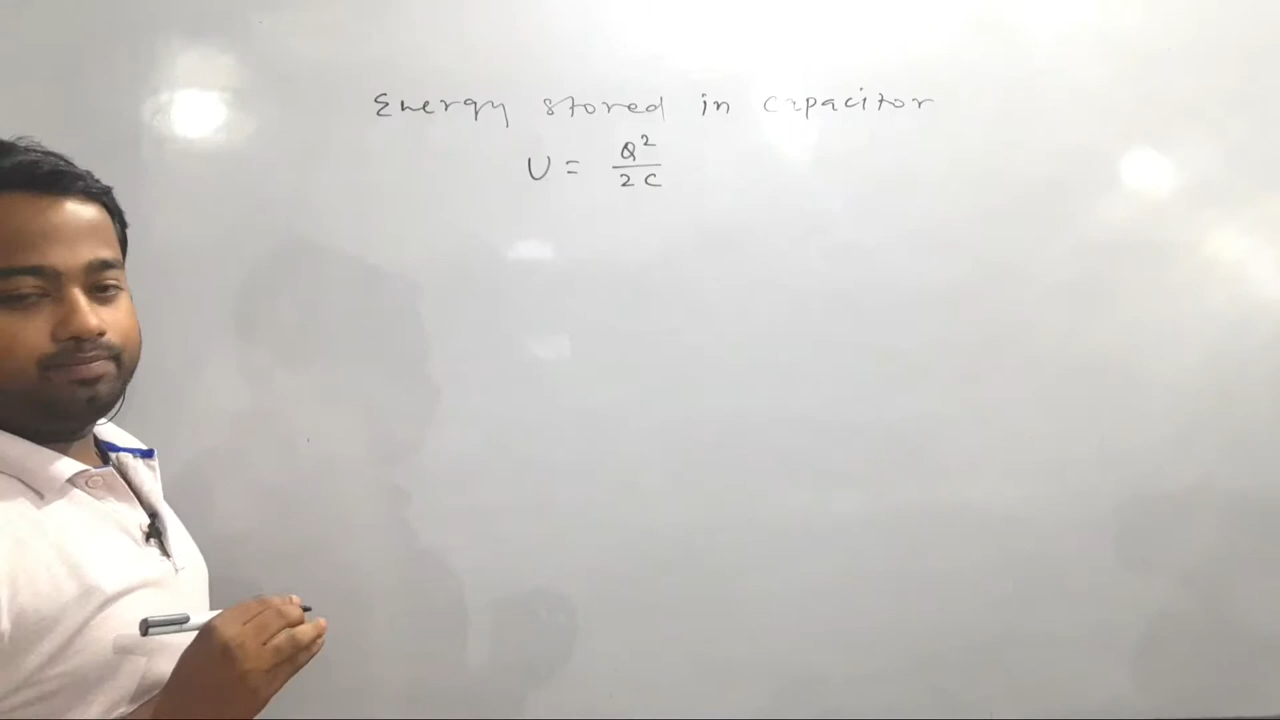 Energy stored in capacitor
U = Q²/2C